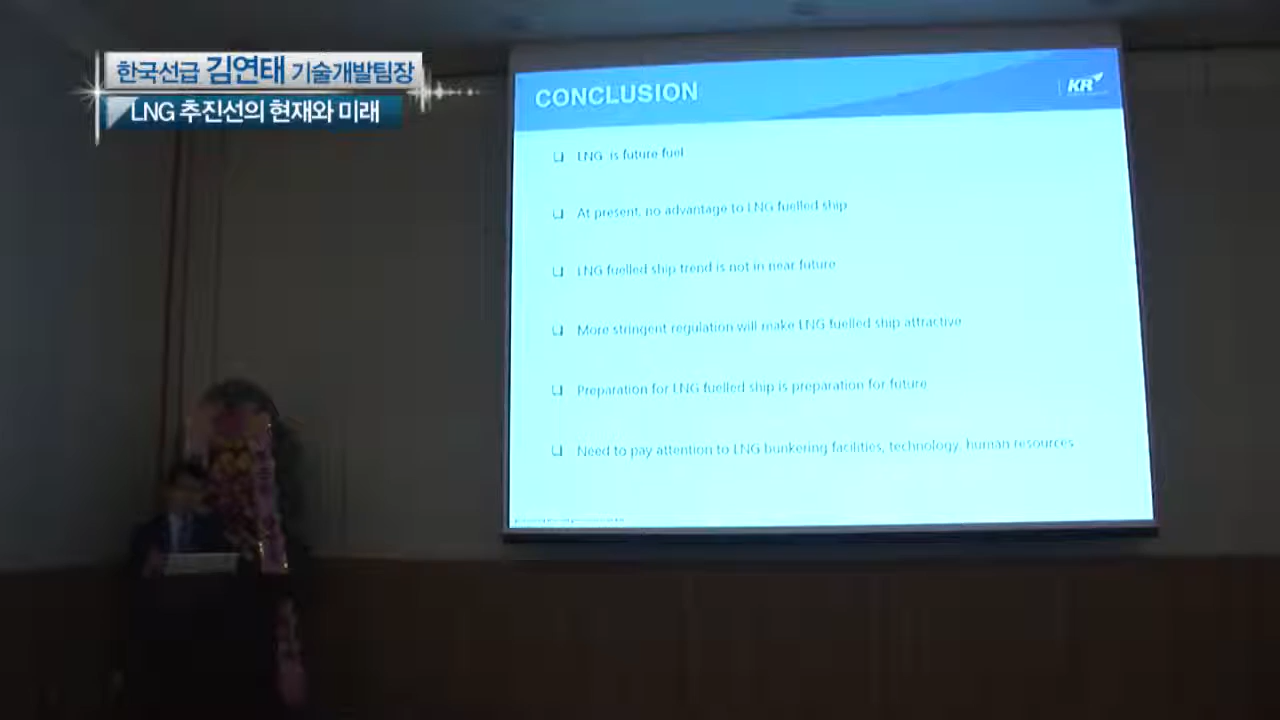 한국선급 김연태 기술개발팀장
LNG 추진선의 현재와 미래
CONCLUSION
KR
LNG is future fuel
At present, no advantage to LNG fuelled ship
LNG fuelled ship trend is not in near future
More stringent regulation will make LNG fuelled ship attractive
Preparation for LNG fuelled ship is preparation for future
Need to pay attention to LNG bunkering facilities, technology, human resources